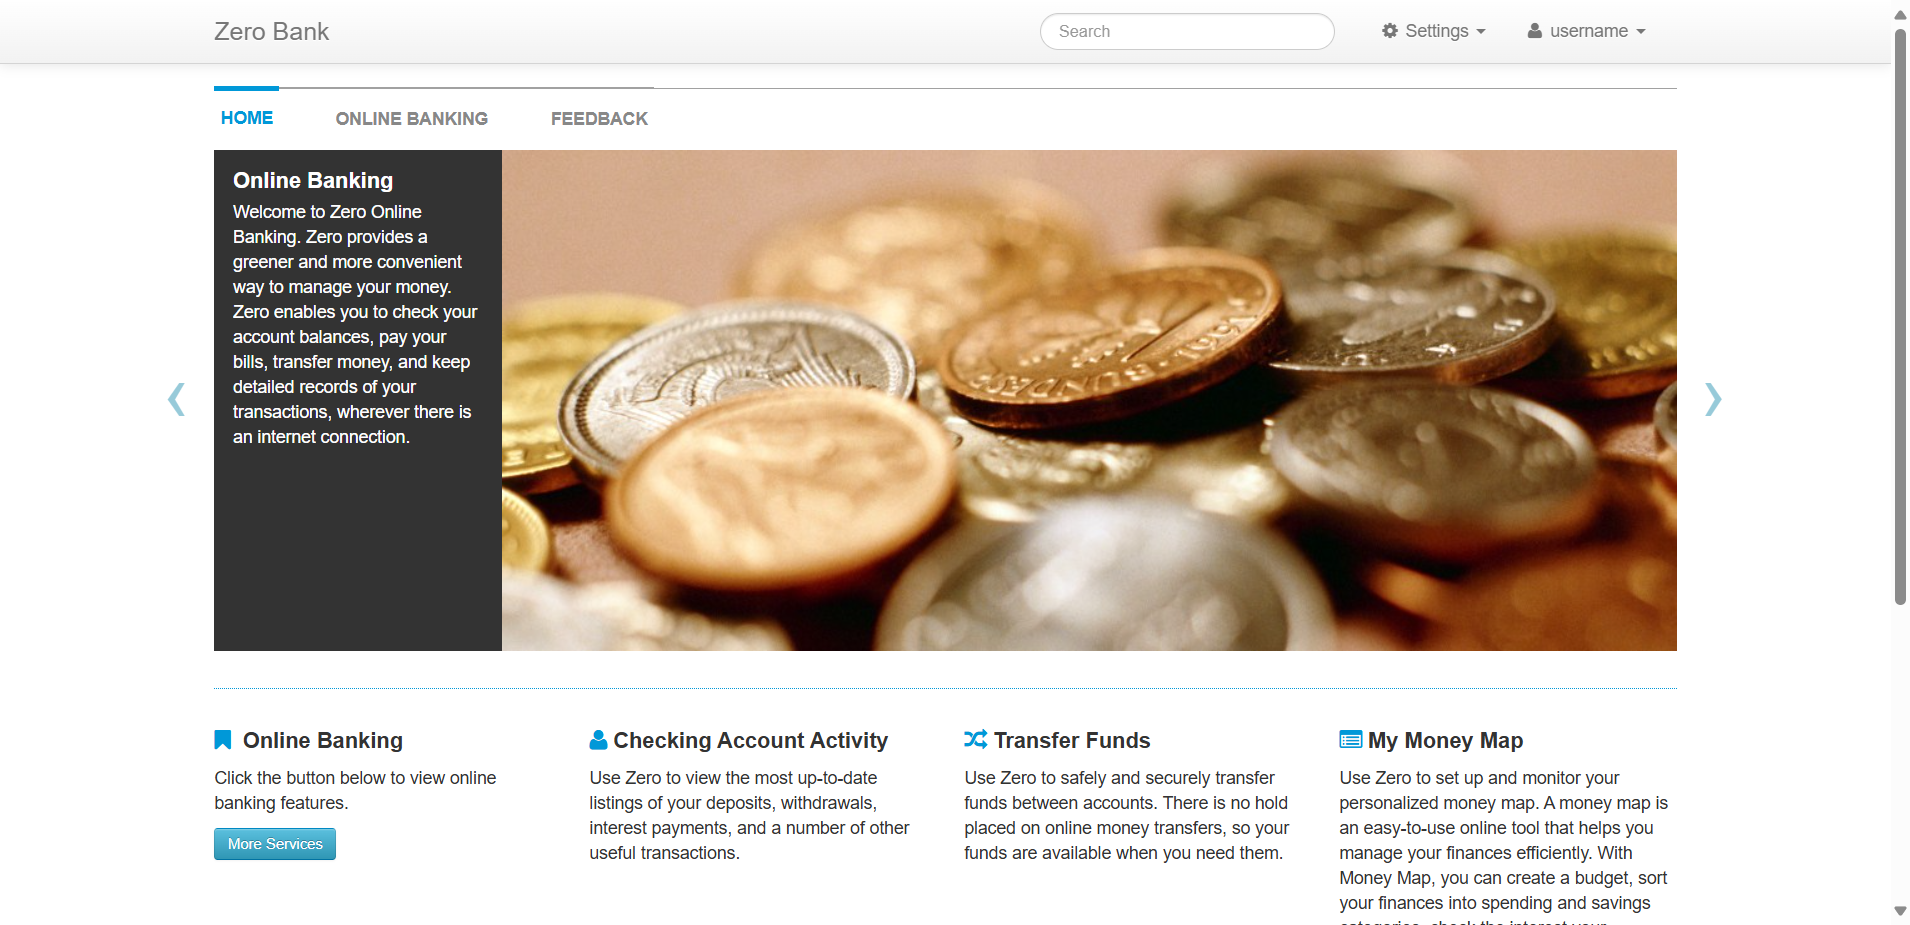 Zero Bank
Search
Settings
username
HOME
ONLINE BANKING
FEEDBACK
Online Banking
Welcome to Zero Online
Banking. Zero provides a
greener and more convenient
way to manage your money.
Zero enables you to check your
account balances, pay your
bills, transfer money, and keep
detailed records of your
transactions, wherever there is
an internet connection.
Online Banking
Click the button below to view online
banking features.
More Services
Checking Account Activity
Use Zero to view the most up-to-date
listings of your deposits, withdrawals,
interest payments, and a number of other
useful transactions.
Transfer Funds
Use Zero to safely and securely transfer
funds between accounts. There is no hold
placed on online money transfers, so your
funds are available when you need them.
My Money Map
Use Zero to set up and monitor your
personalized money map. A money map is
an easy-to-use online tool that helps you
manage your finances efficiently. With
Money Map, you can create a budget, sort
your finances into spending and savings